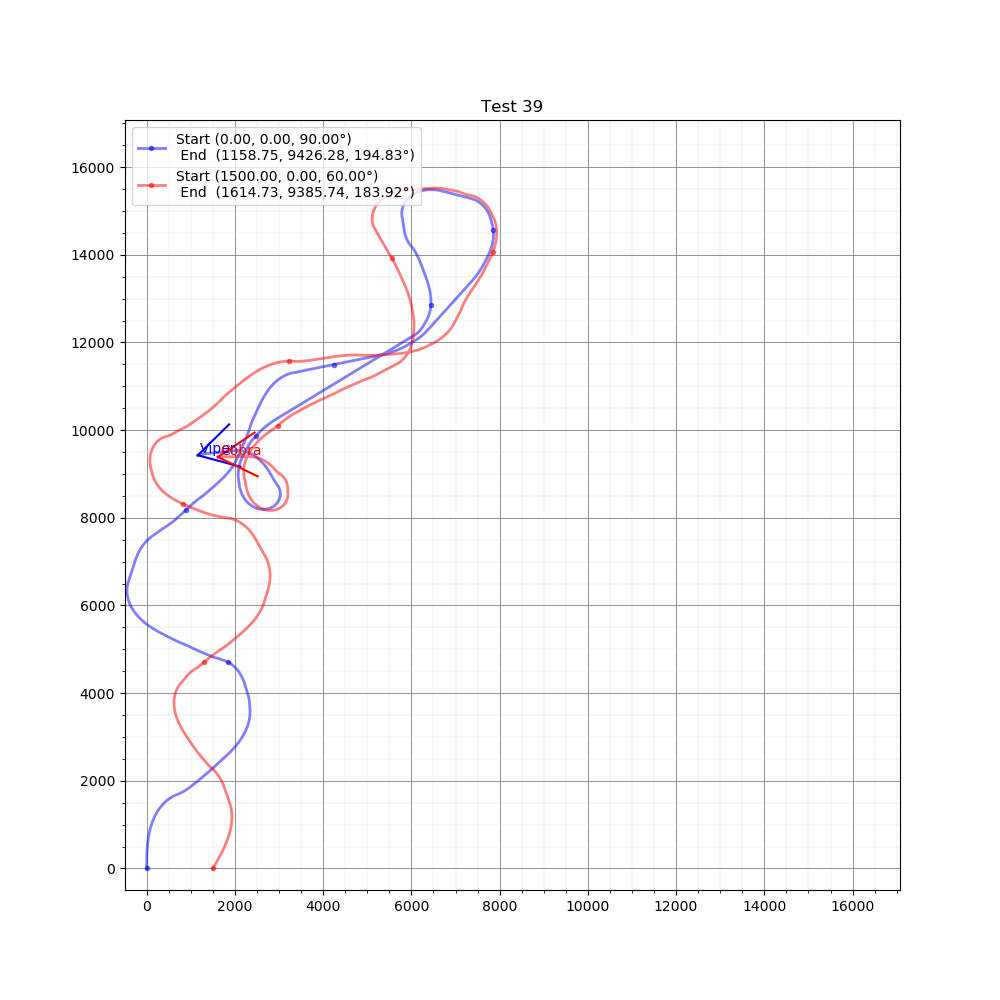 Test 39
Start (0.00, 0.00, 90.00°)
End (1158.75, 9426.28, 194.83°)
Start (1500.00, 0.00, 60.00°)
End (1614.73, 9385.74, 183.92°)
16000
14000
12000
10000
8000
6000
4000
2000
0
Viper
Cobra
0 2000 4000 6000 8000 10000 12000 14000 16000